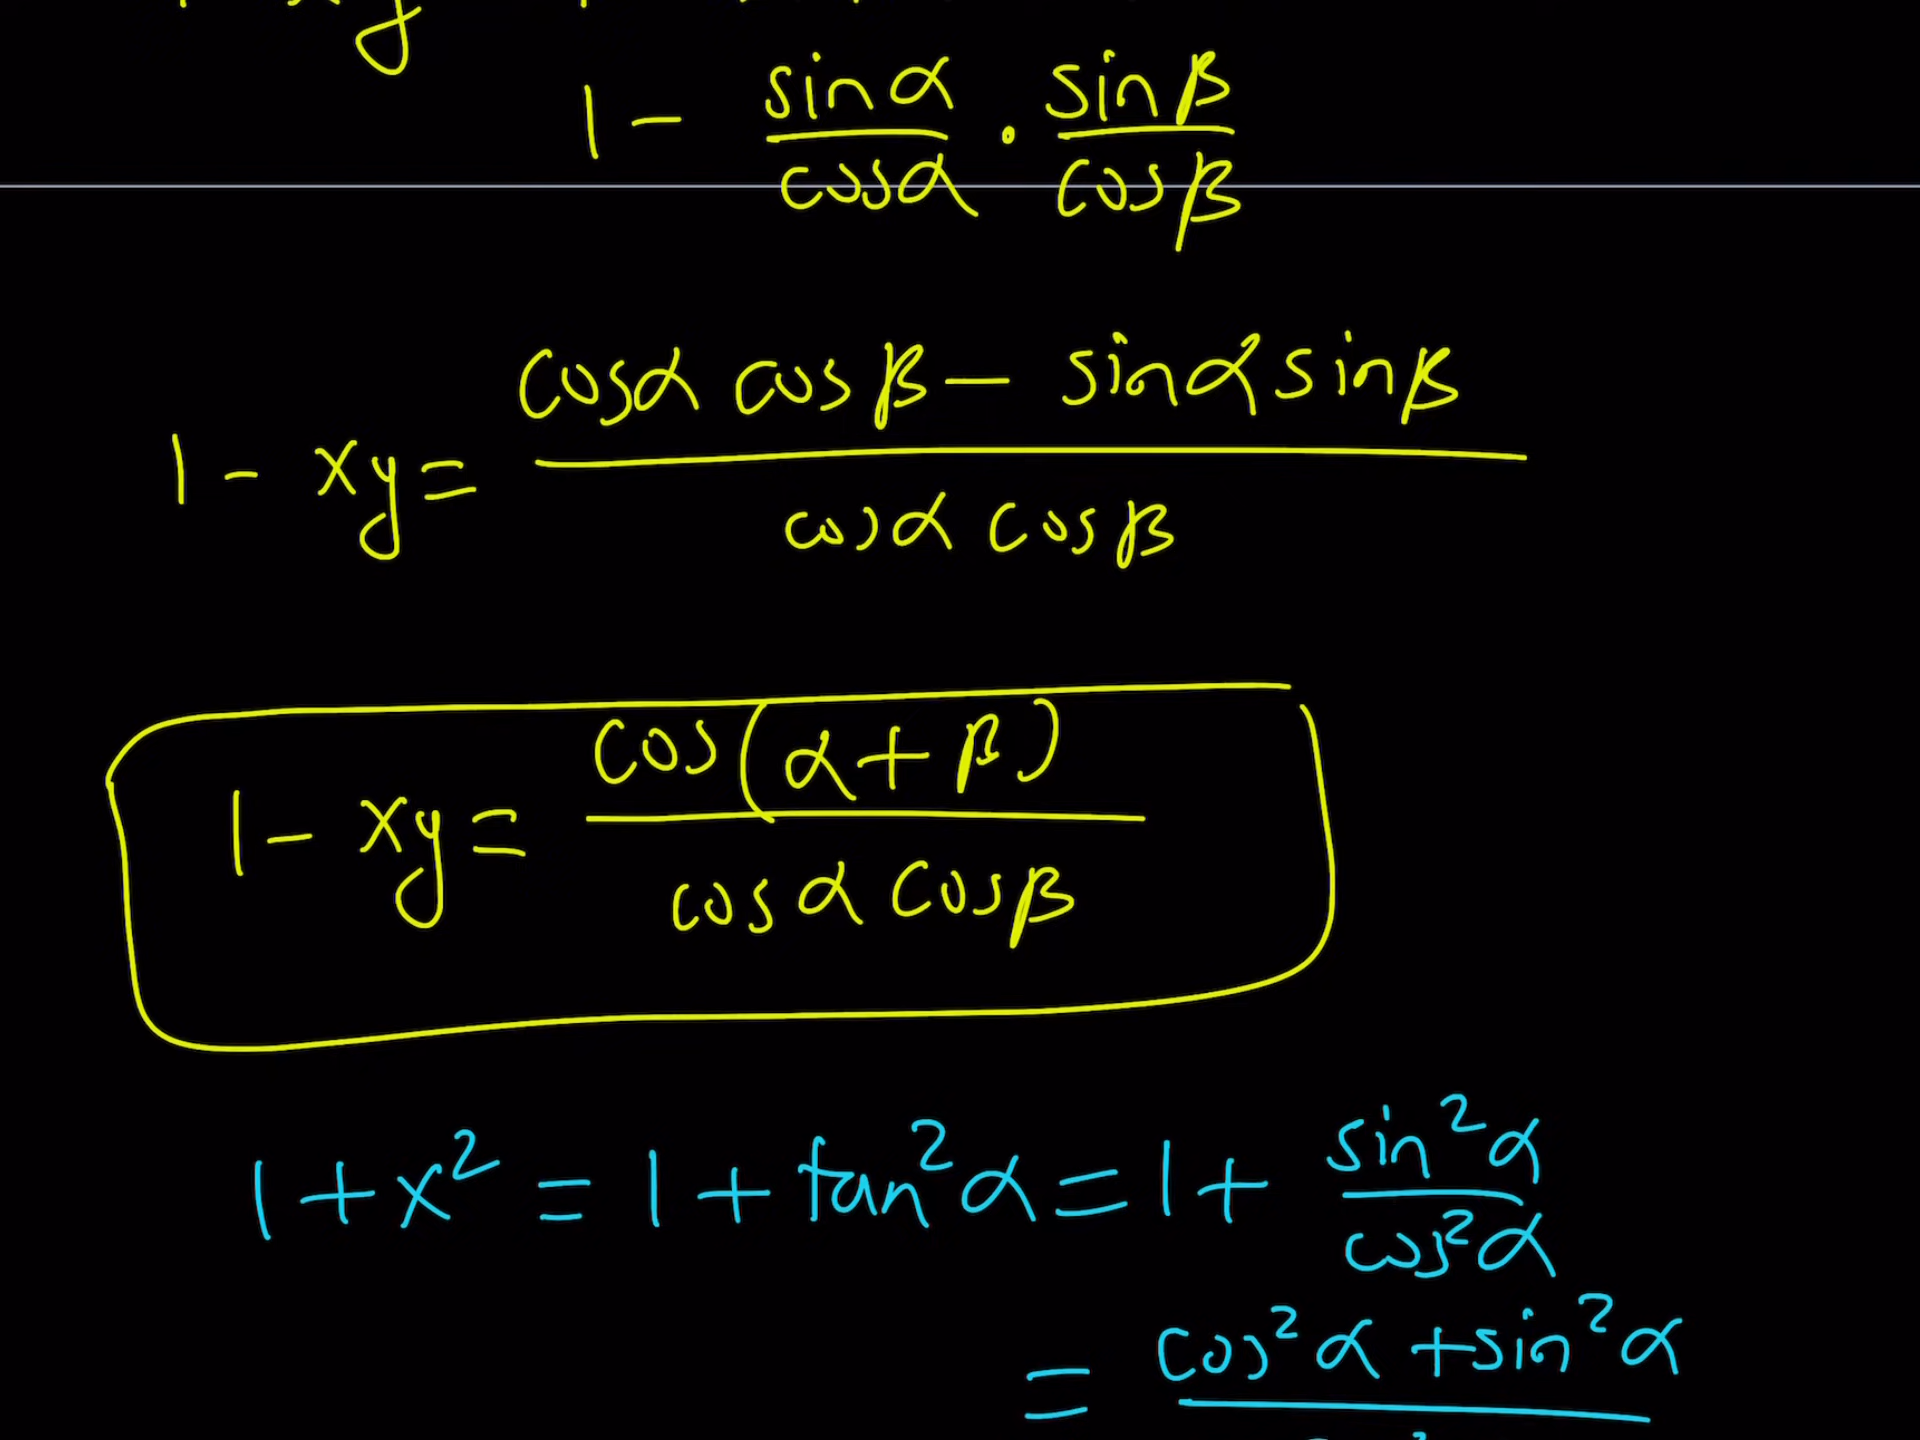 1 - sinα/cosα · sinβ/cosβ
1 - xy = (cosα cosβ - sinα sinβ)/(cosα cosβ)
1 - xy = cos(α+β)/(cosα cosβ)
1 + x² = 1 + tan²α = 1 + sin²α/cos²α
= cos²α + sin²α